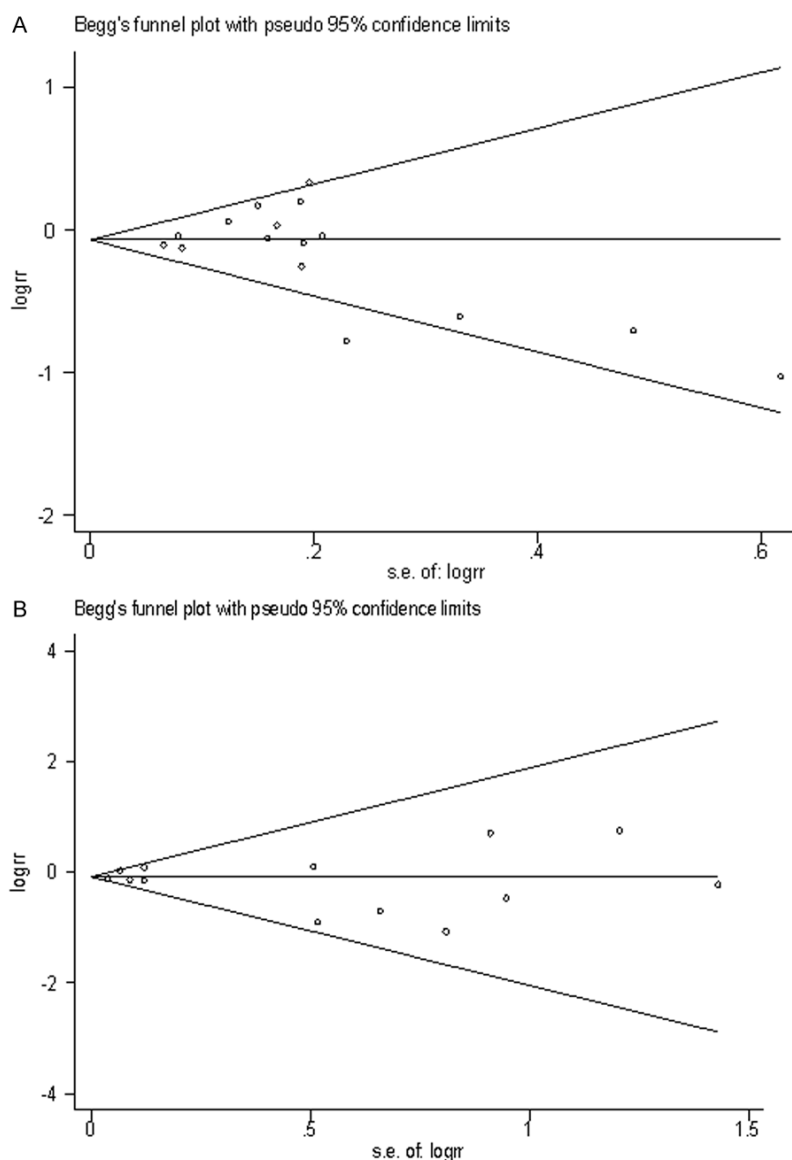 A
Begg's funnel plot with pseudo 95% confidence limits
1
0
-1
-2
logrr
0 .2 .4 .6
s.e. of: logrr
B
Begg's funnel plot with pseudo 95% confidence limits
4
2
0
-2
-4
logrr
0 .5 1 1.5
s.e. of: logrr